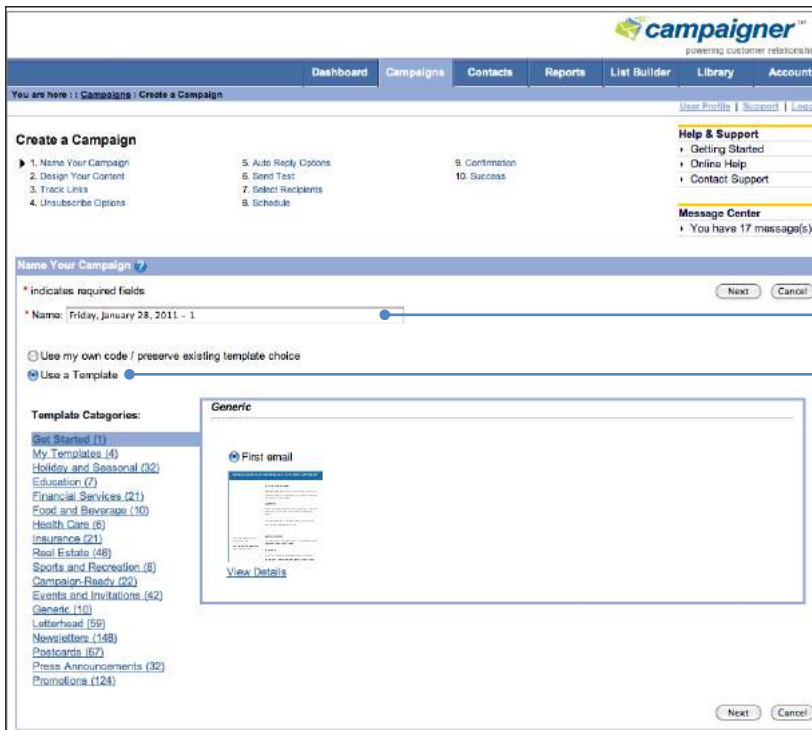 campaigner™
powering customer relationshi
Dashboard Campaigns Contacts Reports List Builder Library Account
You are here : : Campaigns : Create a Campaign
User Profile | Support | Logo
Create a Campaign
1. Name Your Campaign
2. Design Your Content
3. Track Links
4. Unsubscribe Options
5. Auto Reply Options
6. Send Test
7. Select Recipients
8. Schedule
9. Confirmation
10. Success
Help & Support
Getting Started
Online Help
Contact Support
Message Center
You have 17 message(s)
Name Your Campaign ?
* indicates required fields
Next Cancel
* Name: Friday, January 28, 2011 - 1
Use my own code / preserve existing template choice
Use a Template
Template Categories:
Get Started (1)
My Templates (4)
Holiday and Seasonal (32)
Education (7)
Financial Services (21)
Food and Beverage (10)
Health Care (6)
Insurance (21)
Real Estate (48)
Sports and Recreation (8)
Campaign-Ready (22)
Events and Invitations (42)
Generic (10)
Letterhead (59)
Newsletters (148)
Postcards (57)
Press Announcements (32)
Promotions (124)
Generic
First email
View Details
Next Cancel